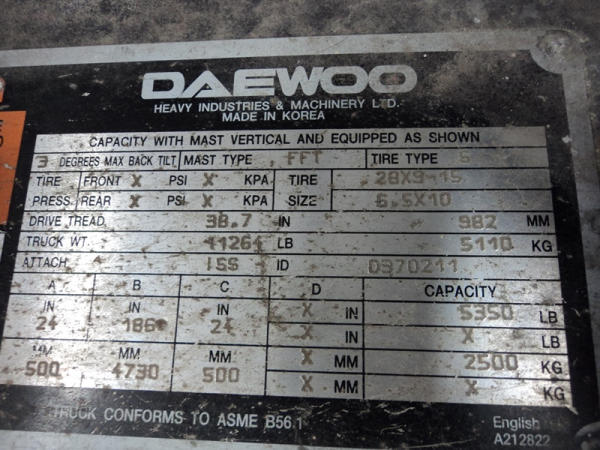 DAEWOO
HEAVY INDUSTRIES & MACHINERY LTD.
MADE IN KOREA
CAPACITY WITH MAST VERTICAL AND EQUIPPED AS SHOWN
3 DEGREES MAX BACK TILT MAST TYPE FFT TIRE TYPE S
TIRE FRONT X PSI X KPA TIRE 28X9-15
PRESS. REAR X PSI X KPA SIZE 6.5X10
DRIVE TREAD 38.7 IN 982 MM
TRUCK WT. 11261 LB 5110 KG
ATTACH. ISS ID 0370211
A B C D CAPACITY
IN IN IN X IN 5350 LB
24 186 24 X IN X LB
MM MM MM X MM 2500 KG
500 4730 500 X MM X KG
TRUCK CONFORMS TO ASME B56.1
English
A212822